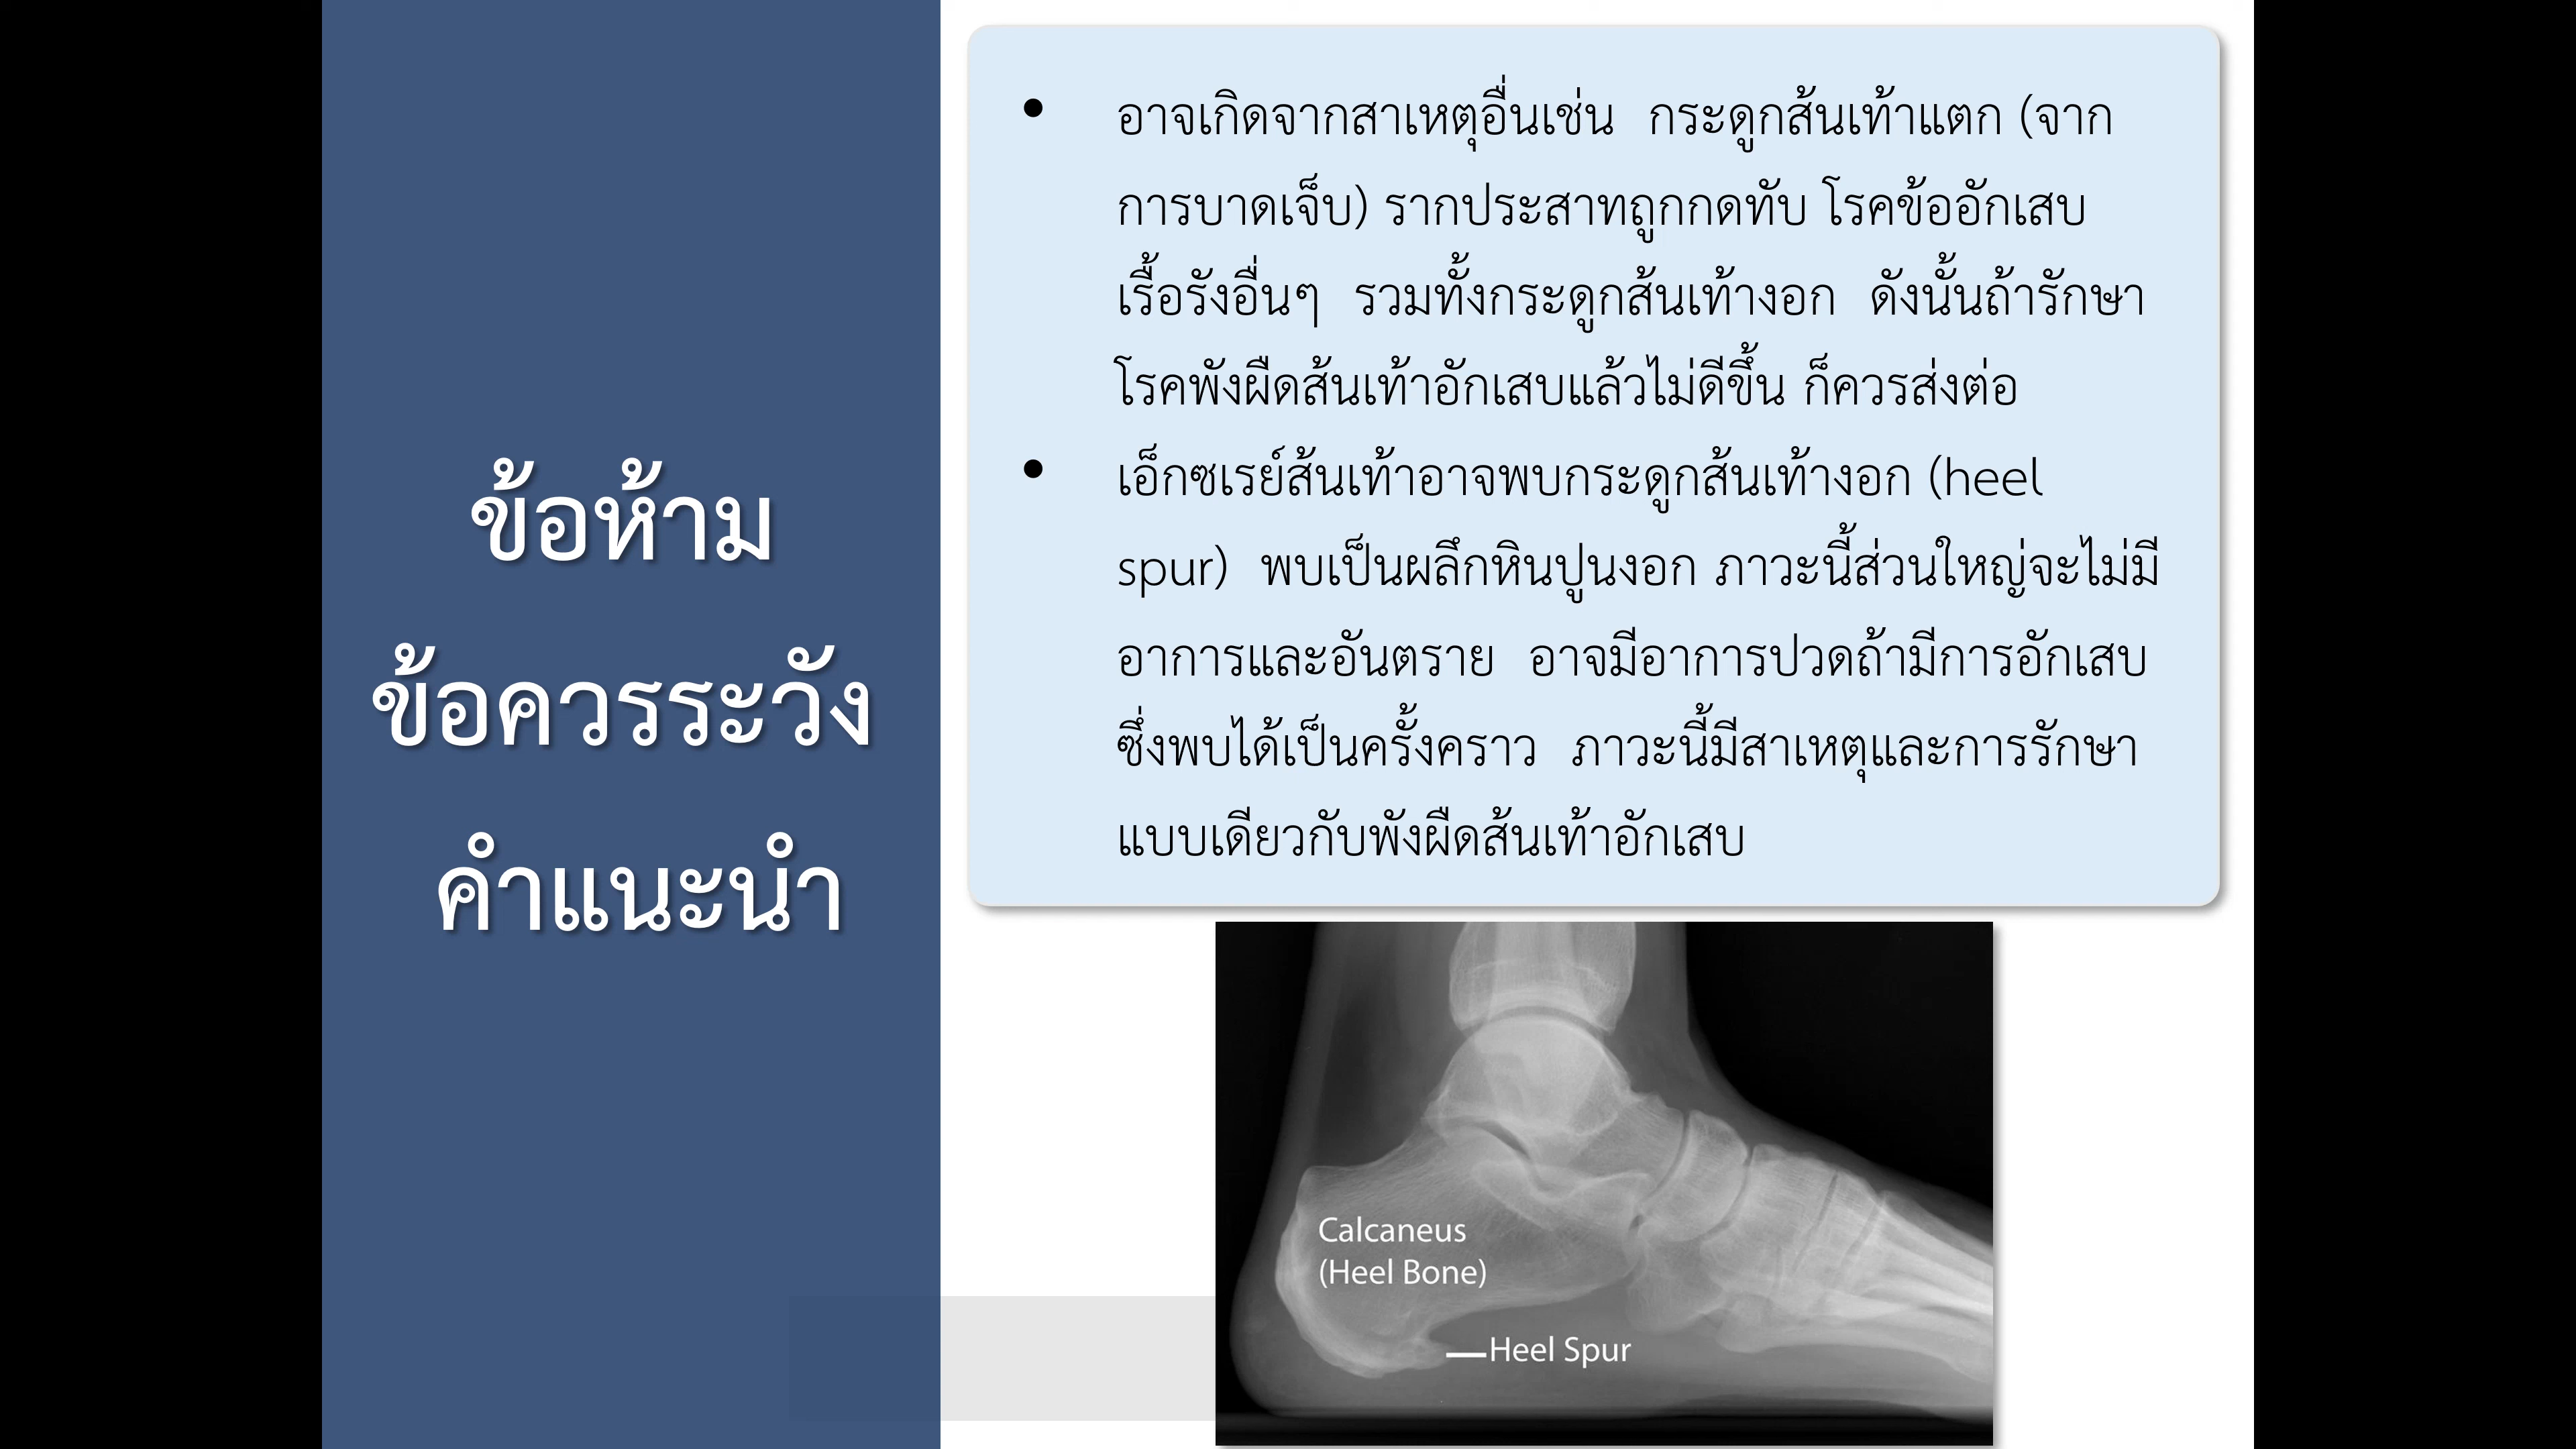 ข้อห้าม
ข้อควรระวัง
คำแนะนำ
• อาจเกิดจากสาเหตุอื่นเช่น กระดูกส้นเท้าแตก (จาก
การบาดเจ็บ) รากประสาทถูกกดทับ โรคข้ออักเสบ
เรื้อรังอื่นๆ รวมทั้งกระดูกส้นเท้างอก ดังนั้นถ้ารักษา
โรคพังผืดส้นเท้าอักเสบแล้วไม่ดีขึ้น ก็ควรส่งต่อ
• เอ็กซเรย์ส้นเท้าอาจพบกระดูกส้นเท้างอก (heel
spur) พบเป็นผลึกหินปูนงอก ภาวะนี้ส่วนใหญ่จะไม่มี
อาการและอันตราย อาจมีอาการปวดถ้ามีการอักเสบ
ซึ่งพบได้เป็นครั้งคราว ภาวะนี้มีสาเหตุและการรักษา
แบบเดียวกับพังผืดส้นเท้าอักเสบ
Calcaneus
(Heel Bone)
Heel Spur